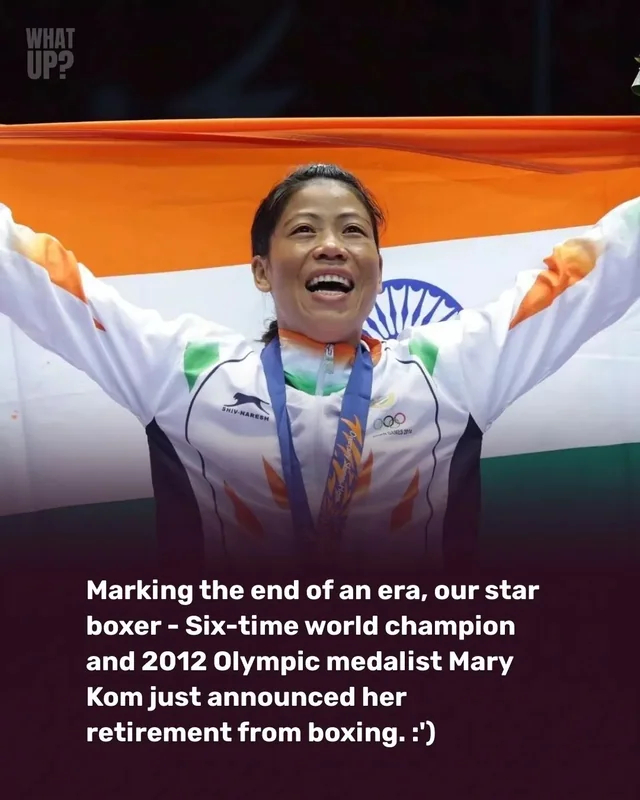 WHAT
UP?
SHIV-NARESH
Marking the end of an era, our star
boxer - Six-time world champion
and 2012 Olympic medalist Mary
Kom just announced her
retirement from boxing. :')